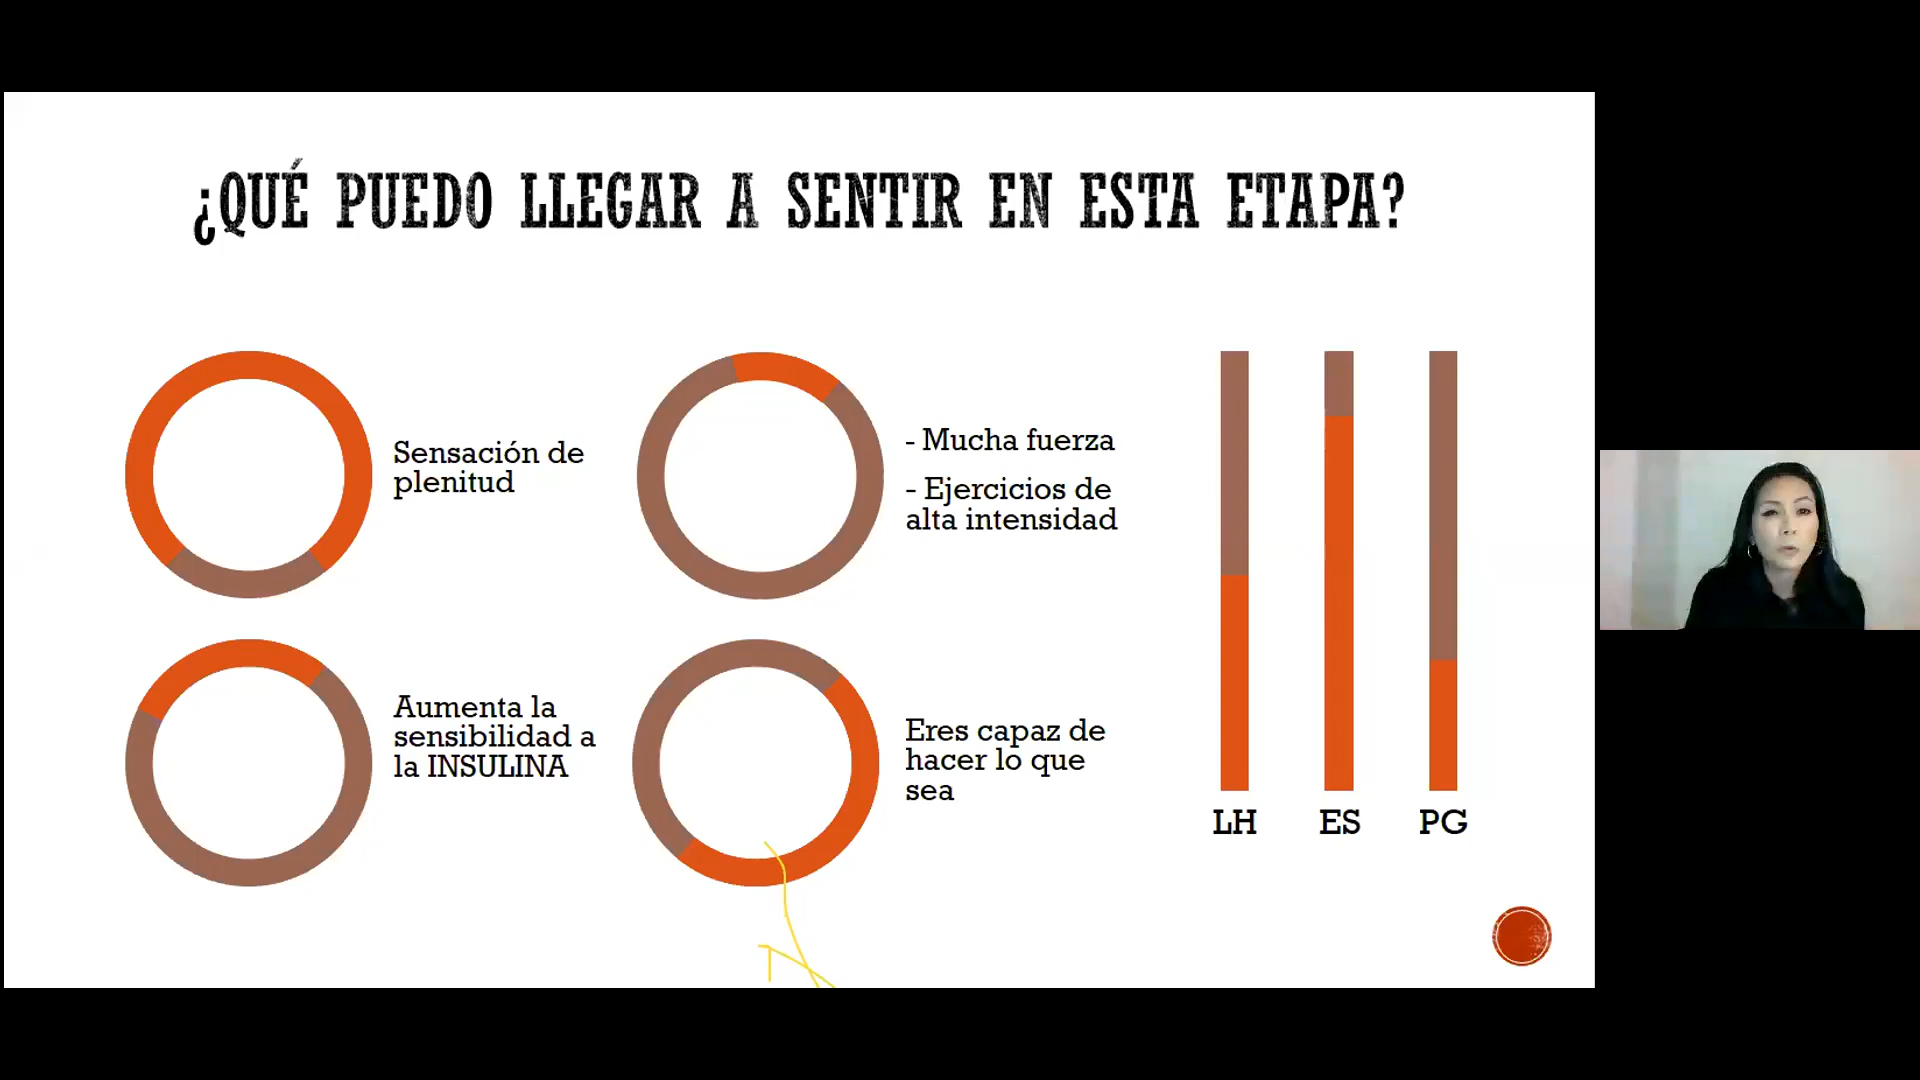 ¿QUÉ PUEDO LLEGAR A SENTIR EN ESTA ETAPA?
Sensación de
plenitud
- Mucha fuerza
- Ejercicios de
alta intensidad
Aumenta la
sensibilidad a
la INSULINA
Eres capaz de
hacer lo que
sea
LH ES PG